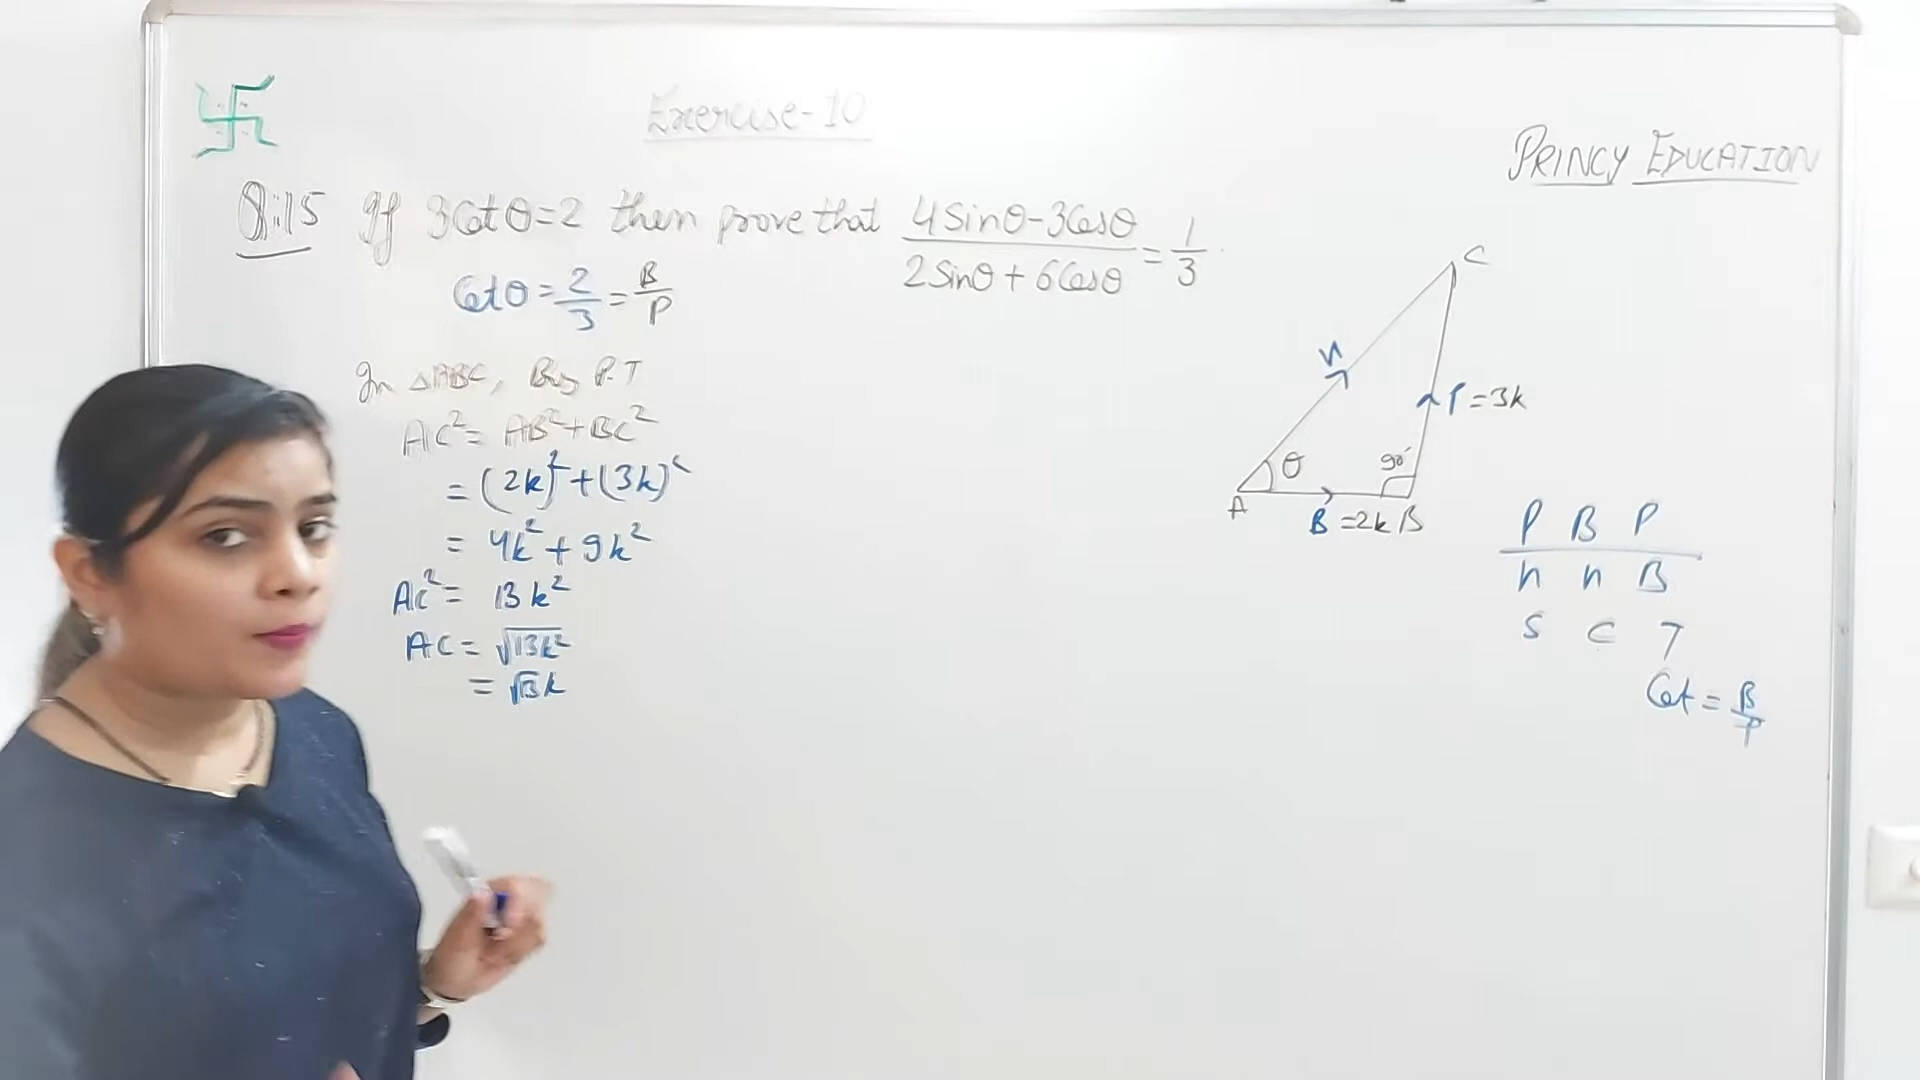 Exercise-10
PRINCY EDUCATION
Q:15 If 3Cotθ=2 then prove that (4Sinθ-3Cosθ)/(2Sinθ+6Cosθ) = 1/3
Cotθ = 2/3 = B/P
In △ABC, By P.T
AC² = AB²+BC²
= (2k)² + (3k)²
= 4k² + 9k²
AC² = 13k²
AC = √13k²
= √13k
C
h
P=3k
θ
90°
A
B=2k B
P B P
h h B
S C T
Cot = B/P